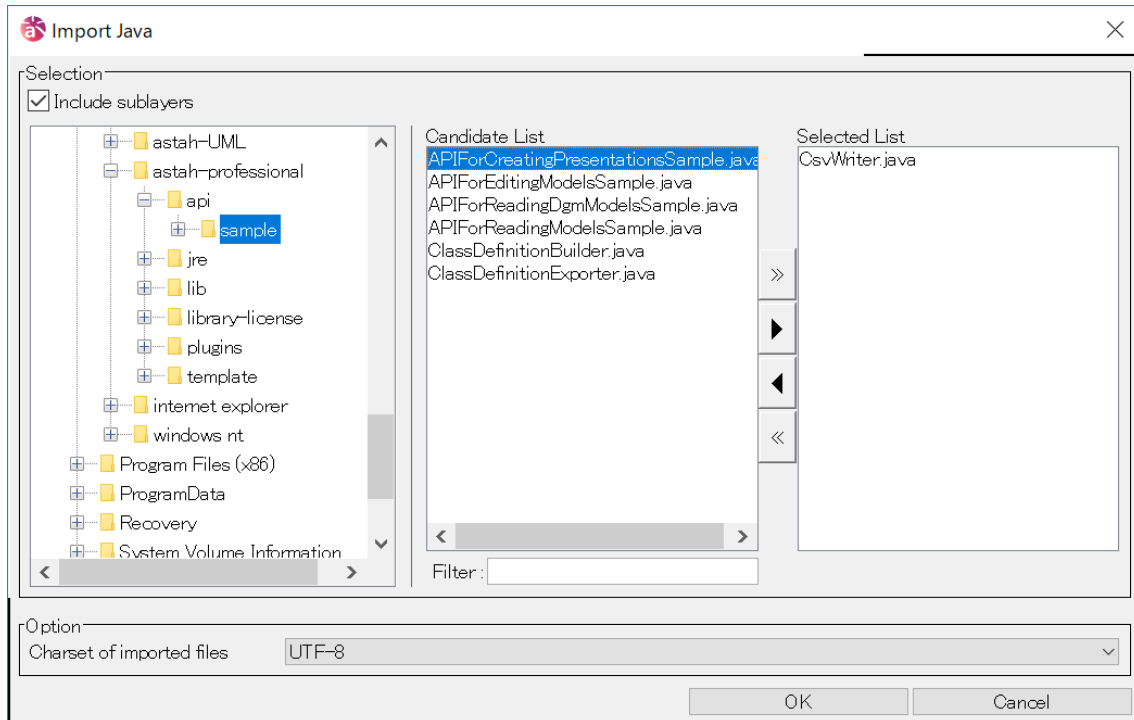 Import Java
Selection
Include sublayers
astah-UML
astah-professional
api
sample
jre
lib
library-license
plugins
template
internet explorer
windows nt
Program Files (x86)
ProgramData
Recovery
System Volume Information
Candidate List
APIForCreatingPresentationsSample.java
APIForEditingModelsSample.java
APIForReadingDgmModelsSample.java
APIForReadingModelsSample.java
ClassDefinitionBuilder.java
ClassDefinitionExporter.java
Filter :
Selected List
CsvWriter.java
Option
Charset of imported files UTF-8
OK Cancel